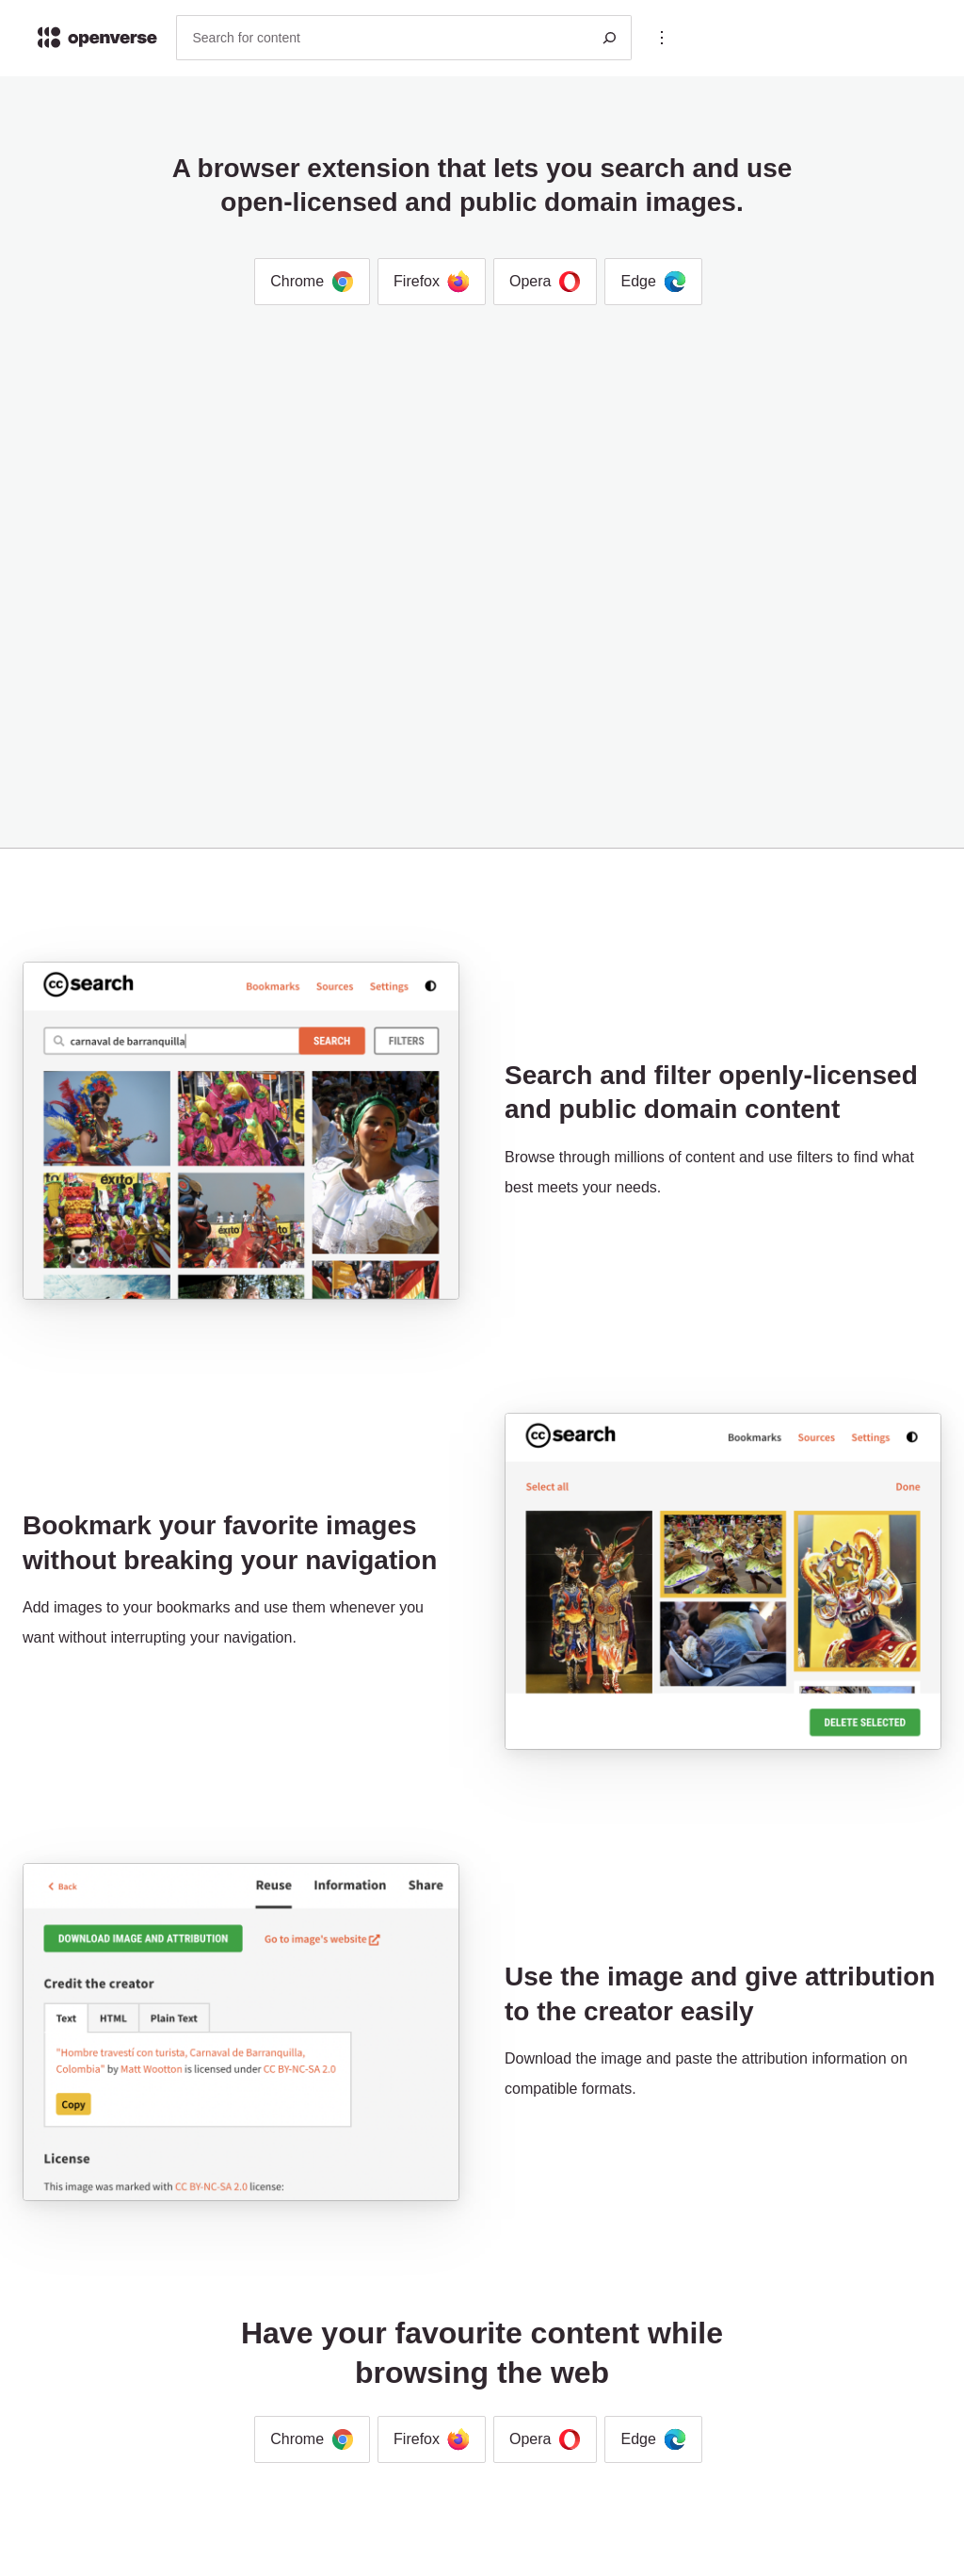 openverse
Search for content
A browser extension that lets you search and use
open-licensed and public domain images.
Chrome
Firefox
Opera
Edge
cc search
Bookmarks
Sources
Settings
carnaval de barranquilla
SEARCH
FILTERS
éxito
éxito
Search and filter openly-licensed
and public domain content
Browse through millions of content and use filters to find what
best meets your needs.
Bookmark your favorite images
without breaking your navigation
Add images to your bookmarks and use them whenever you
want without interrupting your navigation.
cc search
Bookmarks
Sources
Settings
Select all
Done
DELETE SELECTED
Back
Reuse
Information
Share
DOWNLOAD IMAGE AND ATTRIBUTION
Go to image's website
Credit the creator
Text
HTML
Plain Text
"Hombre travestí con turista, Carnaval de Barranquilla,
Colombia" by Matt Wootton is licensed under CC BY-NC-SA 2.0
Copy
License
This image was marked with CC BY-NC-SA 2.0 license:
Use the image and give attribution
to the creator easily
Download the image and paste the attribution information on
compatible formats.
Have your favourite content while
browsing the web
Chrome
Firefox
Opera
Edge